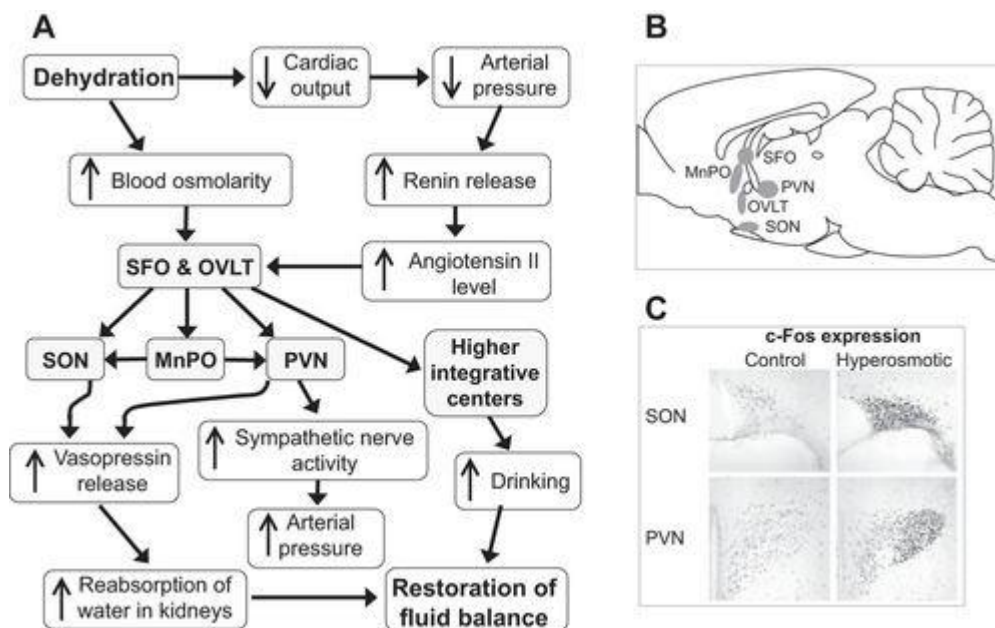 A
Dehydration
Cardiac
output
Arterial
pressure
Blood osmolarity
Renin release
SFO & OVLT
Angiotensin II
level
SON
MnPO
PVN
Higher
integrative
centers
Vasopressin
release
Sympathetic nerve
activity
Drinking
Arterial
pressure
Reabsorption of
water in kidneys
Restoration of
fluid balance
B
SFO
MnPO
PVN
OVLT
SON
C
c-Fos expression
Control Hyperosmotic
SON
PVN